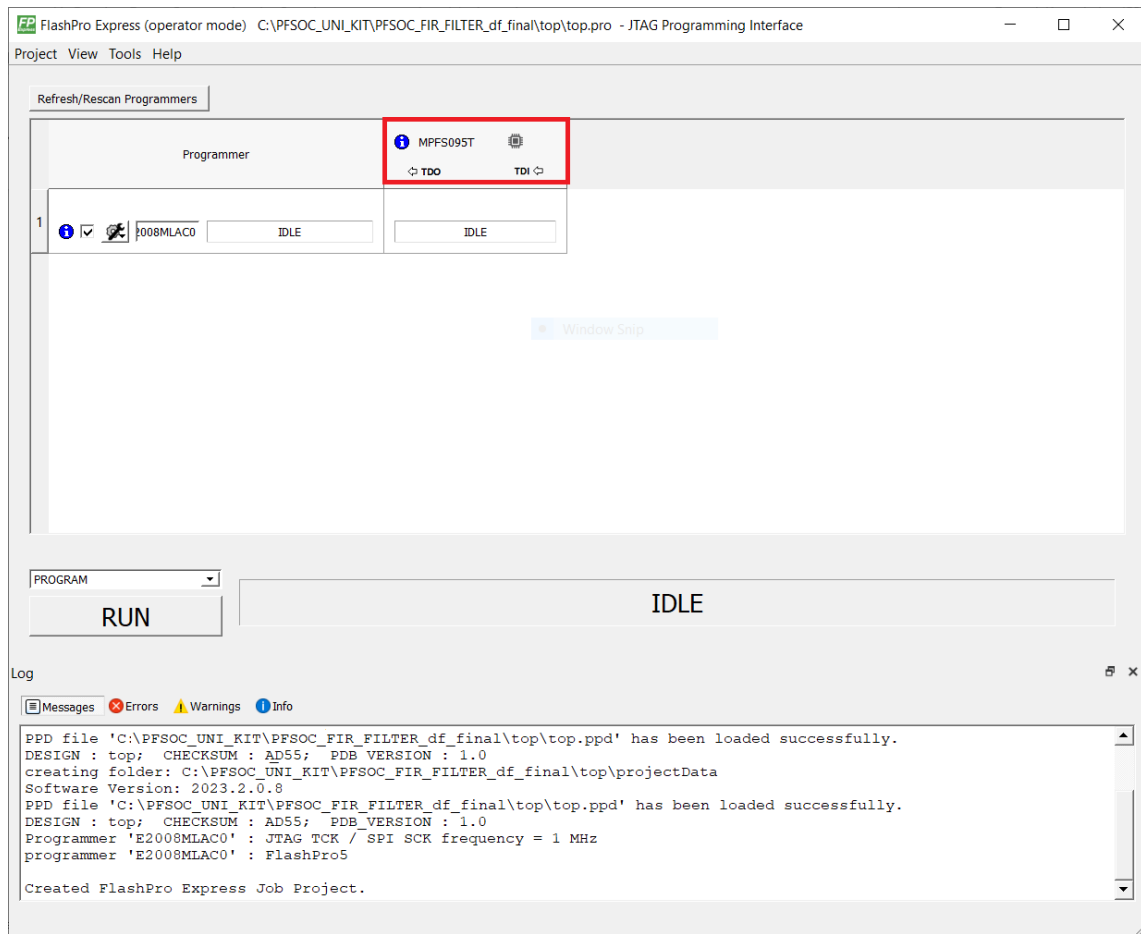 FP FlashPro Express (operator mode) C:\PFSOC_UNI_KIT\PFSOC_FIR_FILTER_df_final\top\top.pro - JTAG Programming Interface
Project View Tools Help
Refresh/Rescan Programmers
Programmer
MPFS095T
TDO TDI
1
2008MLAC0 IDLE IDLE
Window Snip
PROGRAM
RUN
IDLE
Log
Messages Errors Warnings Info
PPD file 'C:\PFSOC_UNI_KIT\PFSOC_FIR_FILTER_df_final\top\top.ppd' has been loaded successfully.
DESIGN : top; CHECKSUM : AD55; PDB VERSION : 1.0
creating folder: C:\PFSOC_UNI_KIT\PFSOC_FIR_FILTER_df_final\top\projectData
Software Version: 2023.2.0.8
PPD file 'C:\PFSOC_UNI_KIT\PFSOC_FIR_FILTER_df_final\top\top.ppd' has been loaded successfully.
DESIGN : top; CHECKSUM : AD55; PDB_VERSION : 1.0
Programmer 'E2008MLAC0' : JTAG TCK / SPI SCK frequency = 1 MHz
programmer 'E2008MLAC0' : FlashPro5
Created FlashPro Express Job Project.